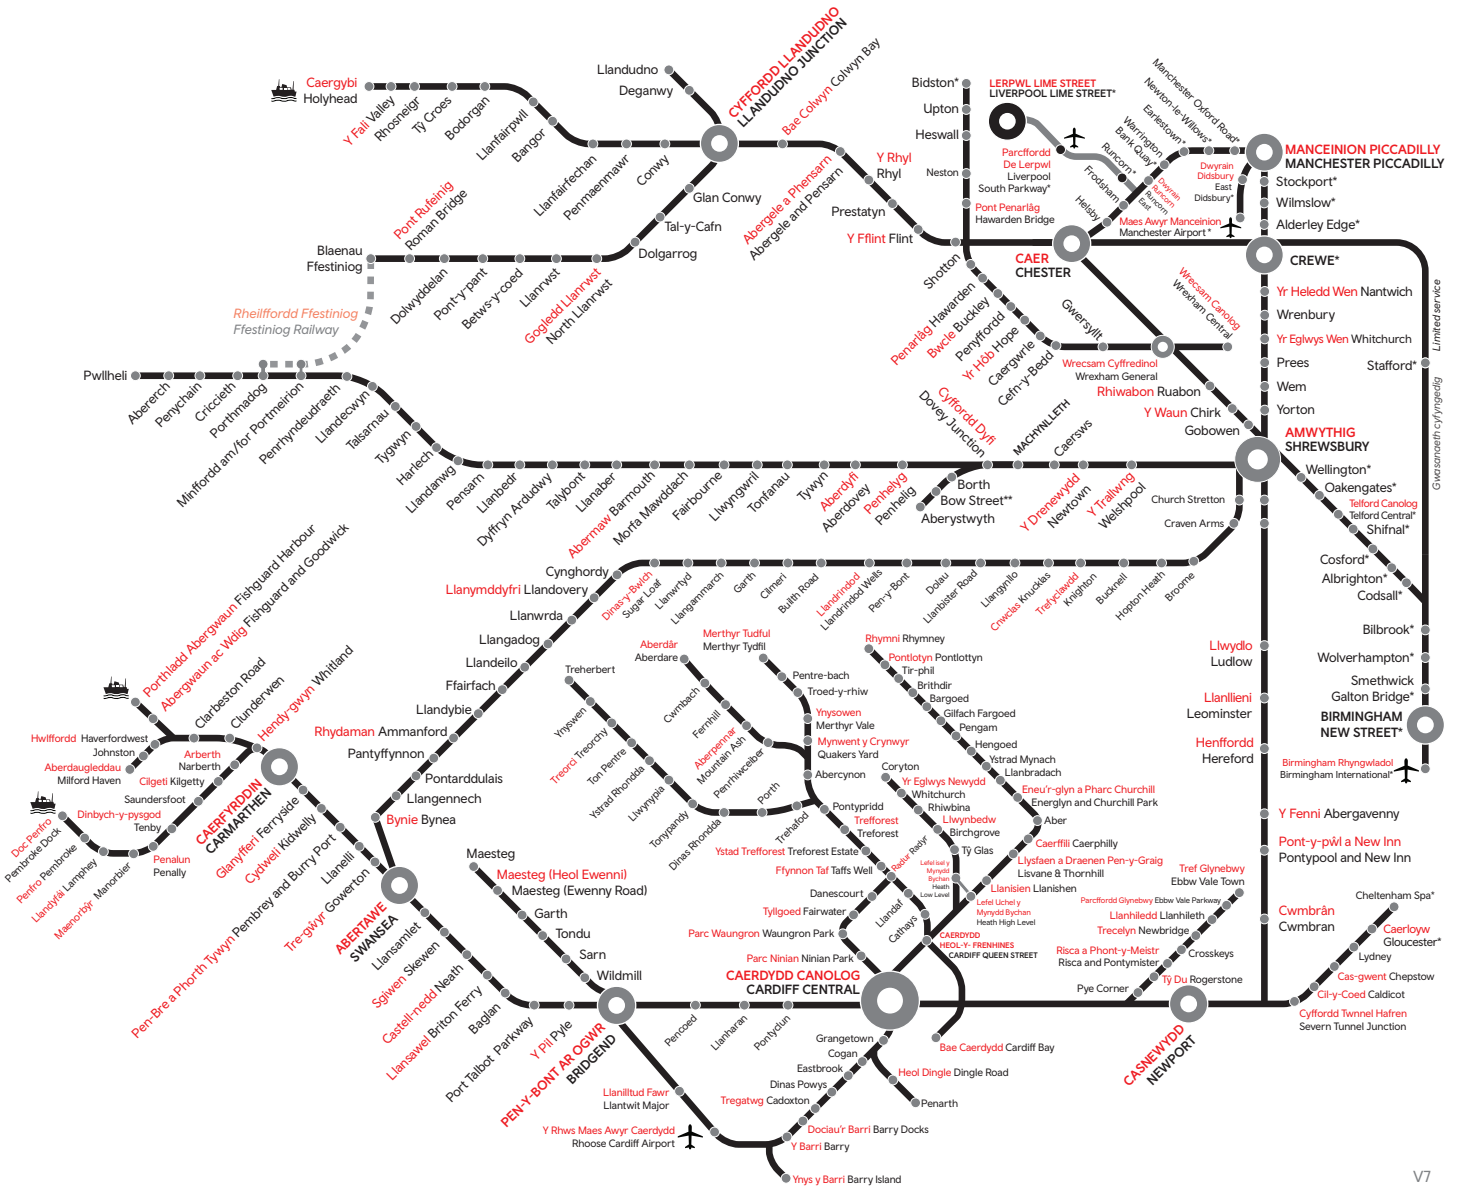 Caergybi
Holyhead
Y Fali Valley
Rhosneigr
Tŷ Croes
Bodorgan
Llanfairpwll
Bangor
Llanfairfechan
Penmaenmawr
Conwy
Llandudno
Deganwy
CYFFORDD LLANDUDNO
LLANDUDNO JUNCTION
Bae Colwyn Colwyn Bay
Abergele a Phensarn
Abergele and Pensarn
Y Rhyl
Rhyl
Prestatyn
Y Fflint Flint
Glan Conwy
Tal-y-Cafn
Dolgarrog
Gogledd Llanrwst
North Llanrwst
Llanrwst
Betws-y-coed
Pont-y-pant
Dolwyddelan
Pont Rufeinig
Roman Bridge
Blaenau
Ffestiniog
Rheilffordd Ffestiniog
Ffestiniog Railway
Bidston*
Upton
Heswall
Neston
Pont Penarlâg
Hawarden Bridge
Shotton
Penarlâg Hawarden
Bwcle Buckley
Penyffordd
Yr Hôb Hope
Caergwrle
Cefn-y-Bedd
Gwersyllt
Wrecsam Canolog
Wrexham Central
Wrecsam Cyffredinol
Wrexham General
LERPWL LIME STREET
LIVERPOOL LIME STREET*
Parcffordd
De Lerpwl
Liverpool
South Parkway*
Runcorn*
Dwyrain
Runcorn
Runcorn
East
Frodsham
Helsby
Warrington
Bank Quay*
Earlestown*
Newton-le-Willows*
Manchester Oxford Road*
MANCEINION PICCADILLY
MANCHESTER PICCADILLY
Dwyrain
Didsbury
East
Didsbury*
Maes Awyr Manceinion
Manchester Airport*
Stockport*
Wilmslow*
Alderley Edge*
CREWE*
CAER
CHESTER
Yr Heledd Wen Nantwich
Wrenbury
Yr Eglwys Wen Whitchurch
Prees
Wem
Yorton
Rhiwabon Ruabon
Y Waun Chirk
Gobowen
AMWYTHIG
SHREWSBURY
Limited service
Gwasanaeth cyfyngedig
Stafford*
Wellington*
Oakengates*
Telford Canolog
Telford Central*
Shifnal*
Cosford*
Albrighton*
Codsall*
Bilbrook*
Wolverhampton*
Smethwick
Galton Bridge*
BIRMINGHAM
NEW STREET*
Birmingham Rhyngwladol
Birmingham International*
Pwllheli
Abererch
Penychain
Criccieth
Porthmadog
Minffordd am/for Portmeirion
Penrhyndeudraeth
Llandecwyn
Talsarnau
Tygwyn
Harlech
Llandanwg
Pensarn
Llanbedr
Dyffryn Ardudwy
Talybont
Llanaber
Abermaw Barmouth
Morfa Mawddach
Fairbourne
Llwyngwril
Tonfanau
Tywyn
Aberdyfi
Aberdovey
Penhelyg
Penhelig
Cyffordd Dyfi
Dovey Junction
Borth
Bow Street**
Aberystwyth
MACHYNLLETH
Caersws
Y Drenewydd
Newtown
Y Trallwng
Welshpool
Church Stretton
Craven Arms
Broome
Hopton Heath
Bucknell
Trefyclawdd
Knighton
Cnwclas Knucklas
Llangynllo
Llanbister Road
Dolau
Pen-y-Bont
Llandrindod
Llandrindod Wells
Builth Road
Cilmeri
Garth
Llangammarch
Llanwrtyd
Dinas-y-Bwlch
Sugar Loaf
Cynghordy
Llanymddyfri Llandovery
Llanwrda
Llangadog
Llandeilo
Ffairfach
Llandybie
Rhydaman Ammanford
Pantyffynnon
Pontarddulais
Llangennech
Bynie Bynea
Llwydlo
Ludlow
Llanllieni
Leominster
Henffordd
Hereford
Y Fenni Abergavenny
Pont-y-pŵl a New Inn
Pontypool and New Inn
Cwmbrân
Cwmbran
Porthladd Abergwaun Fishguard Harbour
Abergwaun ac Wdig Fishguard and Goodwick
Clarbeston Road
Clunderwen
Hendy-gwyn Whitland
Hwlffordd Haverfordwest
Johnston
Aberdaugleddau
Milford Haven
Arberth
Narberth
Cilgeti Kilgetty
Saundersfoot
Dinbych-y-pysgod
Tenby
Penalun
Penally
Maenorbŷr Manorbier
Llandyfái Lamphey
Penfro Pembroke
Doc Penfro
Pembroke Dock
CAERFYRDDIN
CARMARTHEN
Glanyfferi Ferryside
Cydweli Kidwelly
Pen-Bre a Phorth Tywyn Pembrey and Burry Port
Llanelli
Tre-gŵyr Gowerton
ABERTAWE
SWANSEA
Llansamlet
Sgiwen Skewen
Castell-nedd Neath
Llansawel Briton Ferry
Baglan
Port Talbot Parkway
Y Pîl Pyle
PEN-Y-BONT AR OGWR
BRIDGEND
Maesteg
Maesteg (Heol Ewenni)
Maesteg (Ewenny Road)
Garth
Tondu
Sarn
Wildmill
Pencoed
Llanharan
Pontyclun
Llanilltud Fawr
Llantwit Major
Y Rhws Maes Awyr Caerdydd
Rhoose Cardiff Airport
Treherbert
Ynyswen
Treorci Treorchy
Ton Pentre
Ystrad Rhondda
Llwynypia
Tonypandy
Dinas Rhondda
Porth
Trehafod
Aberdâr
Aberdare
Cwmbach
Fernhill
Aberpennar
Mountain Ash
Penrhiwceiber
Merthyr Tudful
Merthyr Tydfil
Pentre-bach
Troed-y-rhiw
Ynysowen
Merthyr Vale
Mynwent y Crynwyr
Quakers Yard
Abercynon
Pontypridd
Trefforest
Treforest
Ystad Trefforest Treforest Estate
Ffynnon Taf Taffs Well
Radur Radyr
Danescourt
Tyllgoed Fairwater
Parc Waungron Waungron Park
Parc Ninian Ninian Park
Llandaf
Cathays
CAERDYDD CANOLOG
CARDIFF CENTRAL
Rhymni Rhymney
Pontlotyn Pontlottyn
Tir-phil
Brithdir
Bargoed
Gilfach Fargoed
Pengam
Hengoed
Ystrad Mynach
Llanbradach
Eneu'r-glyn a Pharc Churchill
Energlyn and Churchill Park
Aber
Caerffili Caerphilly
Llysfaen a Draenen Pen-y-Graig
Lisvane & Thornhill
Llanisien Llanishen
Lefel Uchel y
Mynydd Bychan
Heath High Level
Coryton
Yr Eglwys Newydd
Whitchurch
Rhiwbina
Llwynbedw
Birchgrove
Tŷ Glas
Lefel Isel y
Mynydd
Bychan
Heath
Low Level
CAERDYDD
HEOL-Y- FRENHINES
CARDIFF QUEEN STREET
Bae Caerdydd Cardiff Bay
Grangetown
Cogan
Eastbrook
Dinas Powys
Tregatwg Cadoxton
Dociau'r Barri Barry Docks
Y Barri Barry
Ynys y Barri Barry Island
Heol Dingle Dingle Road
Penarth
Tref Glynebwy
Ebbw Vale Town
Parcffordd Glynebwy Ebbw Vale Parkway
Llanhiledd Llanhileth
Trecelyn Newbridge
Crosskeys
Risca a Phont-y-Meistr
Risca and Pontymister
Tŷ Du Rogerstone
Pye Corner
CASNEWYDD
NEWPORT
Cheltenham Spa*
Caerloyw
Gloucester*
Lydney
Cas-gwent Chepstow
Cil-y-Coed Caldicot
Cyffordd Twnnel Hafren
Severn Tunnel Junction
V7